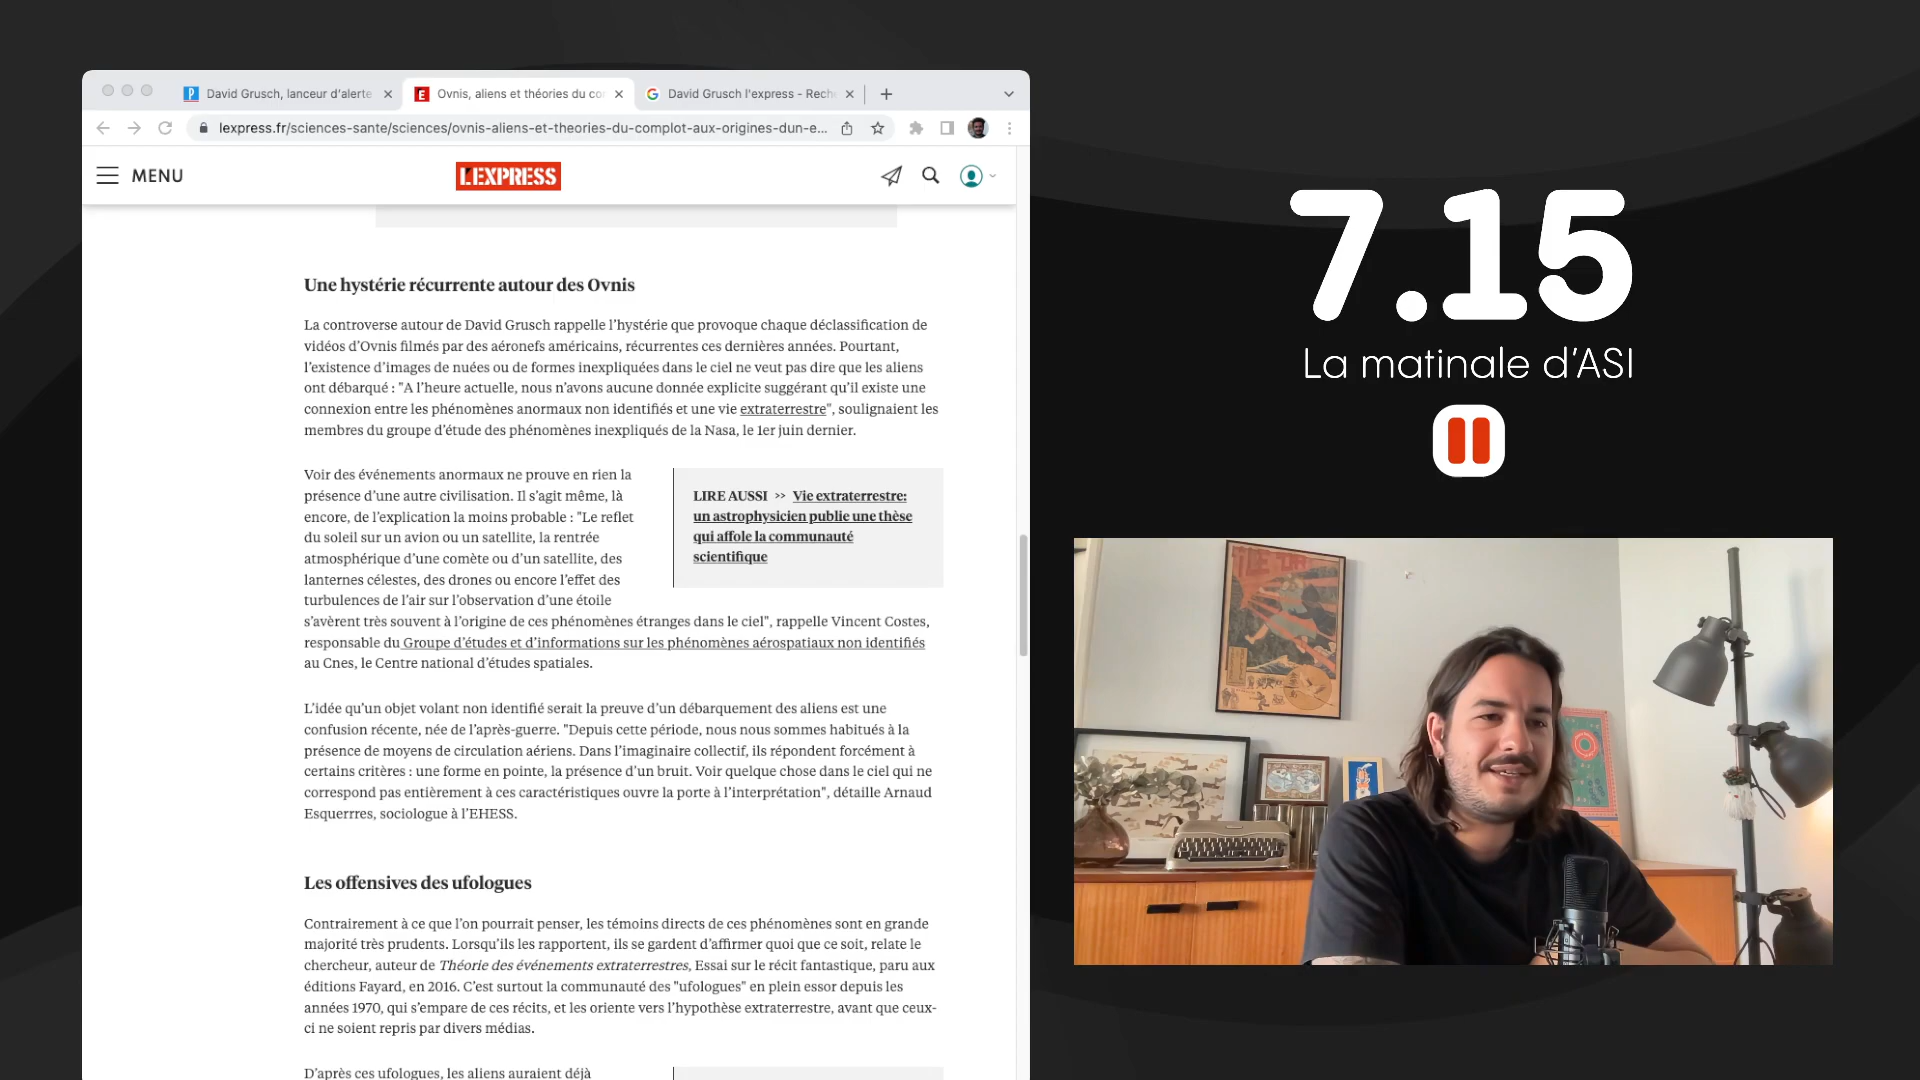 David Grusch, lanceur d'alerte
Ovnis, aliens et théories du co
David Grusch l'express - Rech
lexpress.fr/sciences-sante/sciences/ovnis-aliens-et-theories-du-complot-aux-origines-dun-e...
MENU
L'EXPRESS
Une hystérie récurrente autour des Ovnis
La controverse autour de David Grusch rappelle l'hystérie que provoque chaque déclassification de
vidéos d'Ovnis filmés par des aéronefs américains, récurrentes ces dernières années. Pourtant,
l'existence d'images de nuées ou de formes inexpliquées dans le ciel ne veut pas dire que les aliens
ont débarqué : "A l'heure actuelle, nous n'avons aucune donnée explicite suggérant qu'il existe une
connexion entre les phénomènes anormaux non identifiés et une vie extraterrestre", soulignaient les
membres du groupe d'étude des phénomènes inexpliqués de la Nasa, le 1er juin dernier.
Voir des événements anormaux ne prouve en rien la
présence d'une autre civilisation. Il s'agit même, là
encore, de l'explication la moins probable : "Le reflet
du soleil sur un avion ou un satellite, la rentrée
atmosphérique d'une comète ou d'un satellite, des
lanternes célestes, des drones ou encore l'effet des
turbulences de l'air sur l'observation d'une étoile
s'avèrent très souvent à l'origine de ces phénomènes étranges dans le ciel", rappelle Vincent Costes,
responsable du Groupe d'études et d'informations sur les phénomènes aérospatiaux non identifiés
au Cnes, le Centre national d'études spatiales.
LIRE AUSSI >> Vie extraterrestre:
un astrophysicien publie une thèse
qui affole la communauté
scientifique
L'idée qu'un objet volant non identifié serait la preuve d'un débarquement des aliens est une
confusion récente, née de l'après-guerre. "Depuis cette période, nous nous sommes habitués à la
présence de moyens de circulation aériens. Dans l'imaginaire collectif, ils répondent forcément à
certains critères : une forme en pointe, la présence d'un bruit. Voir quelque chose dans le ciel qui ne
correspond pas entièrement à ces caractéristiques ouvre la porte à l'interprétation", détaille Arnaud
Esquerrres, sociologue à l'EHESS.
Les offensives des ufologues
Contrairement à ce que l'on pourrait penser, les témoins directs de ces phénomènes sont en grande
majorité très prudents. Lorsqu'ils les rapportent, ils se gardent d'affirmer quoi que ce soit, relate le
chercheur, auteur de Théorie des événements extraterrestres, Essai sur le récit fantastique, paru aux
éditions Fayard, en 2016. C'est surtout la communauté des "ufologues" en plein essor depuis les
années 1970, qui s'empare de ces récits, et les oriente vers l'hypothèse extraterrestre, avant que ceux-
ci ne soient repris par divers médias.
D'après ces ufologues, les aliens auraient déjà
7.15
La matinale d'ASI